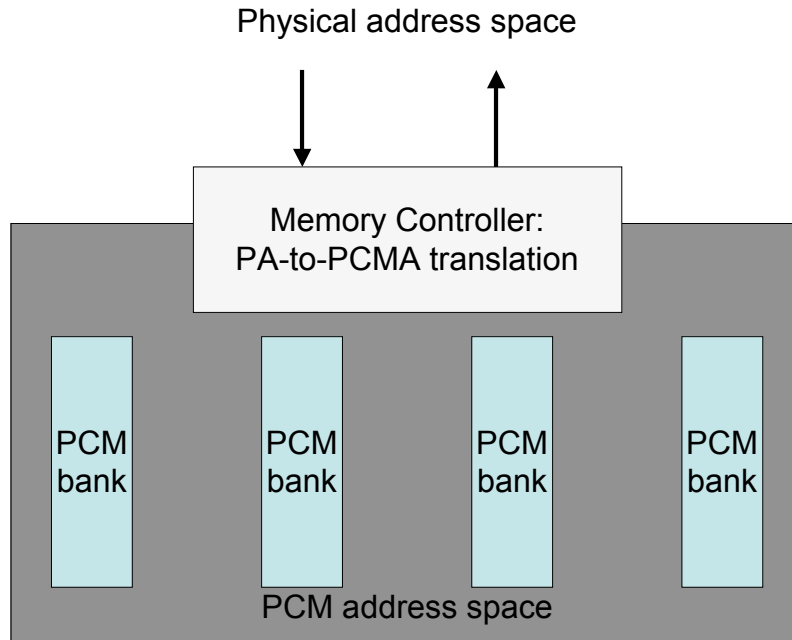 Physical address space
Memory Controller:
PA-to-PCMA translation
PCM
bank
PCM
bank
PCM
bank
PCM
bank
PCM address space